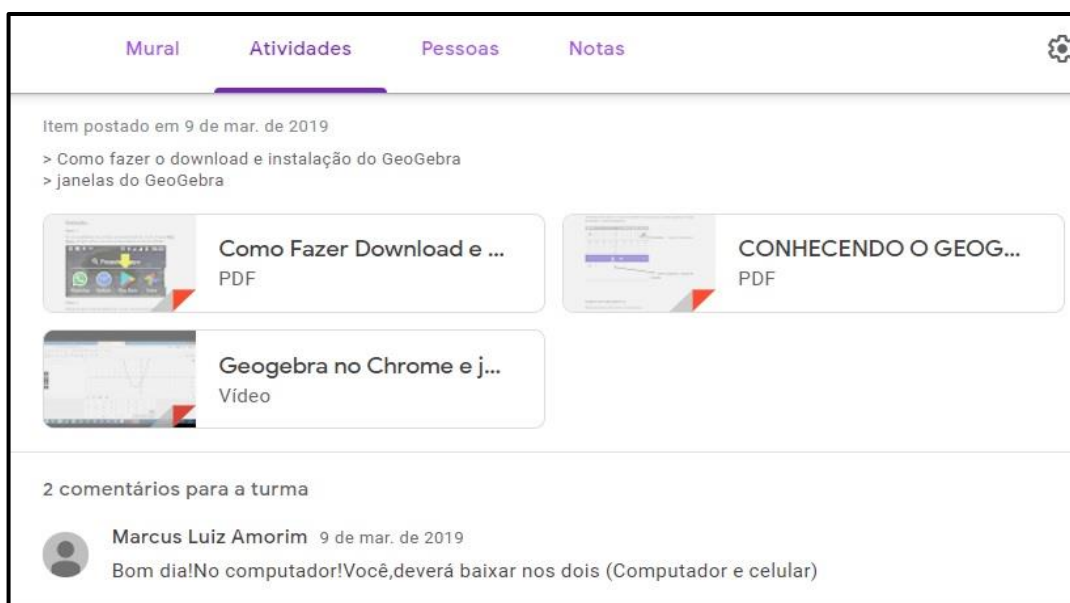 Mural Atividades Pessoas Notas
Item postado em 9 de mar. de 2019
> Como fazer o download e instalação do GeoGebra
> janelas do GeoGebra
Como Fazer Download e ...
PDF
CONHECENDO O GEOG...
PDF
Geogebra no Chrome e j...
Vídeo
2 comentários para a turma
Marcus Luiz Amorim 9 de mar. de 2019
Bom dia!No computador!Você,deverá baixar nos dois (Computador e celular)